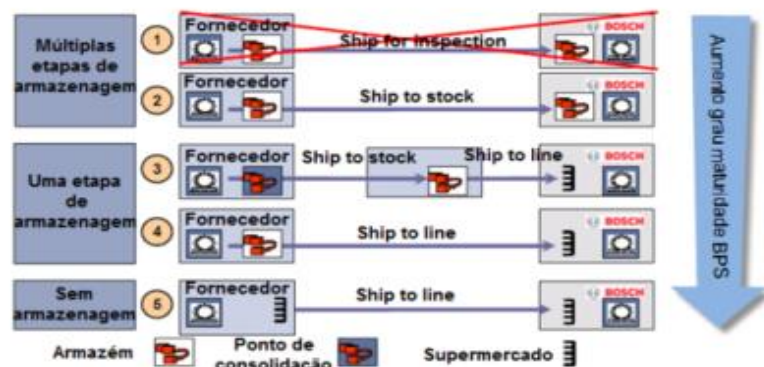 Múltiplas
etapas de
armazenagem
1
Fornecedor
Ship for inspection
BOSCH
2
Fornecedor
Ship to stock
BOSCH
Uma etapa
de
armazenagem
3
Fornecedor
Ship to stock
Ship to line
BOSCH
4
Fornecedor
Ship to line
BOSCH
Sem
armazenagem
5
Fornecedor
Ship to line
BOSCH
Aumento grau maturidade BPS
Armazém
Ponto de
consolidação
Supermercado